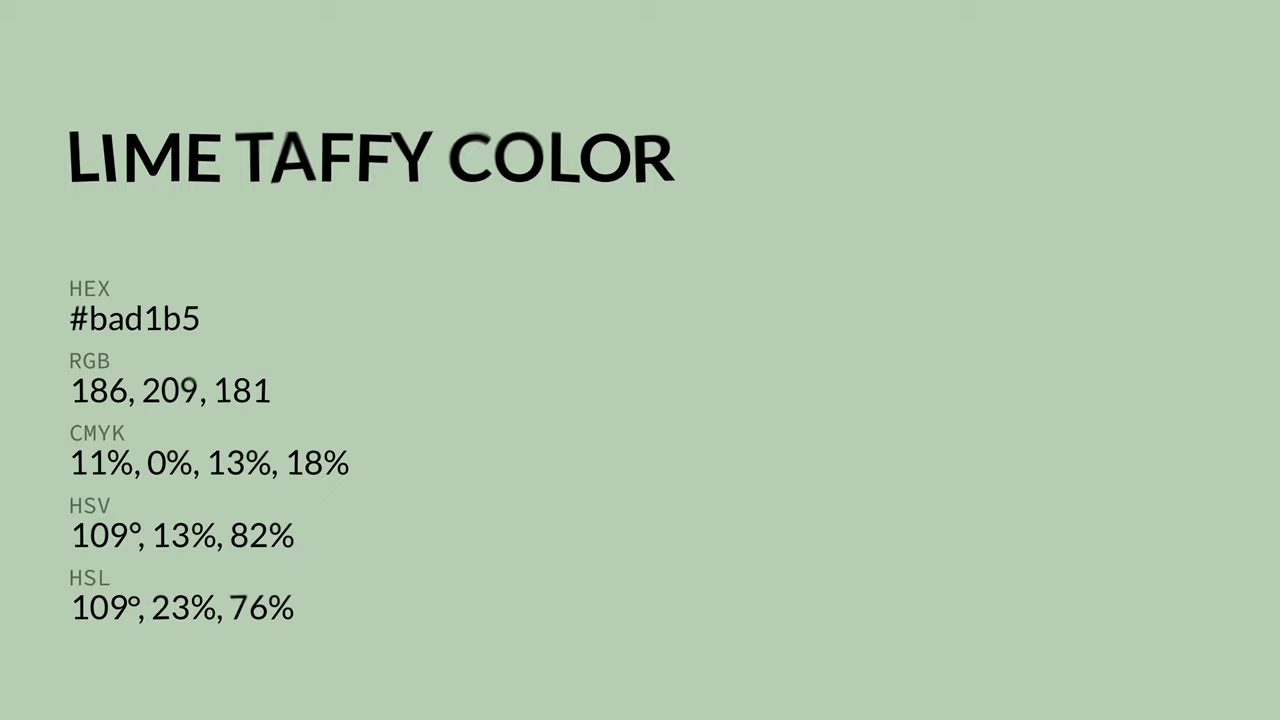 LIME TAFFY COLOR
HEX
#bad1b5
RGB
186, 209, 181
CMYK
11%, 0%, 13%, 18%
HSV
109°, 13%, 82%
HSL
109°, 23%, 76%